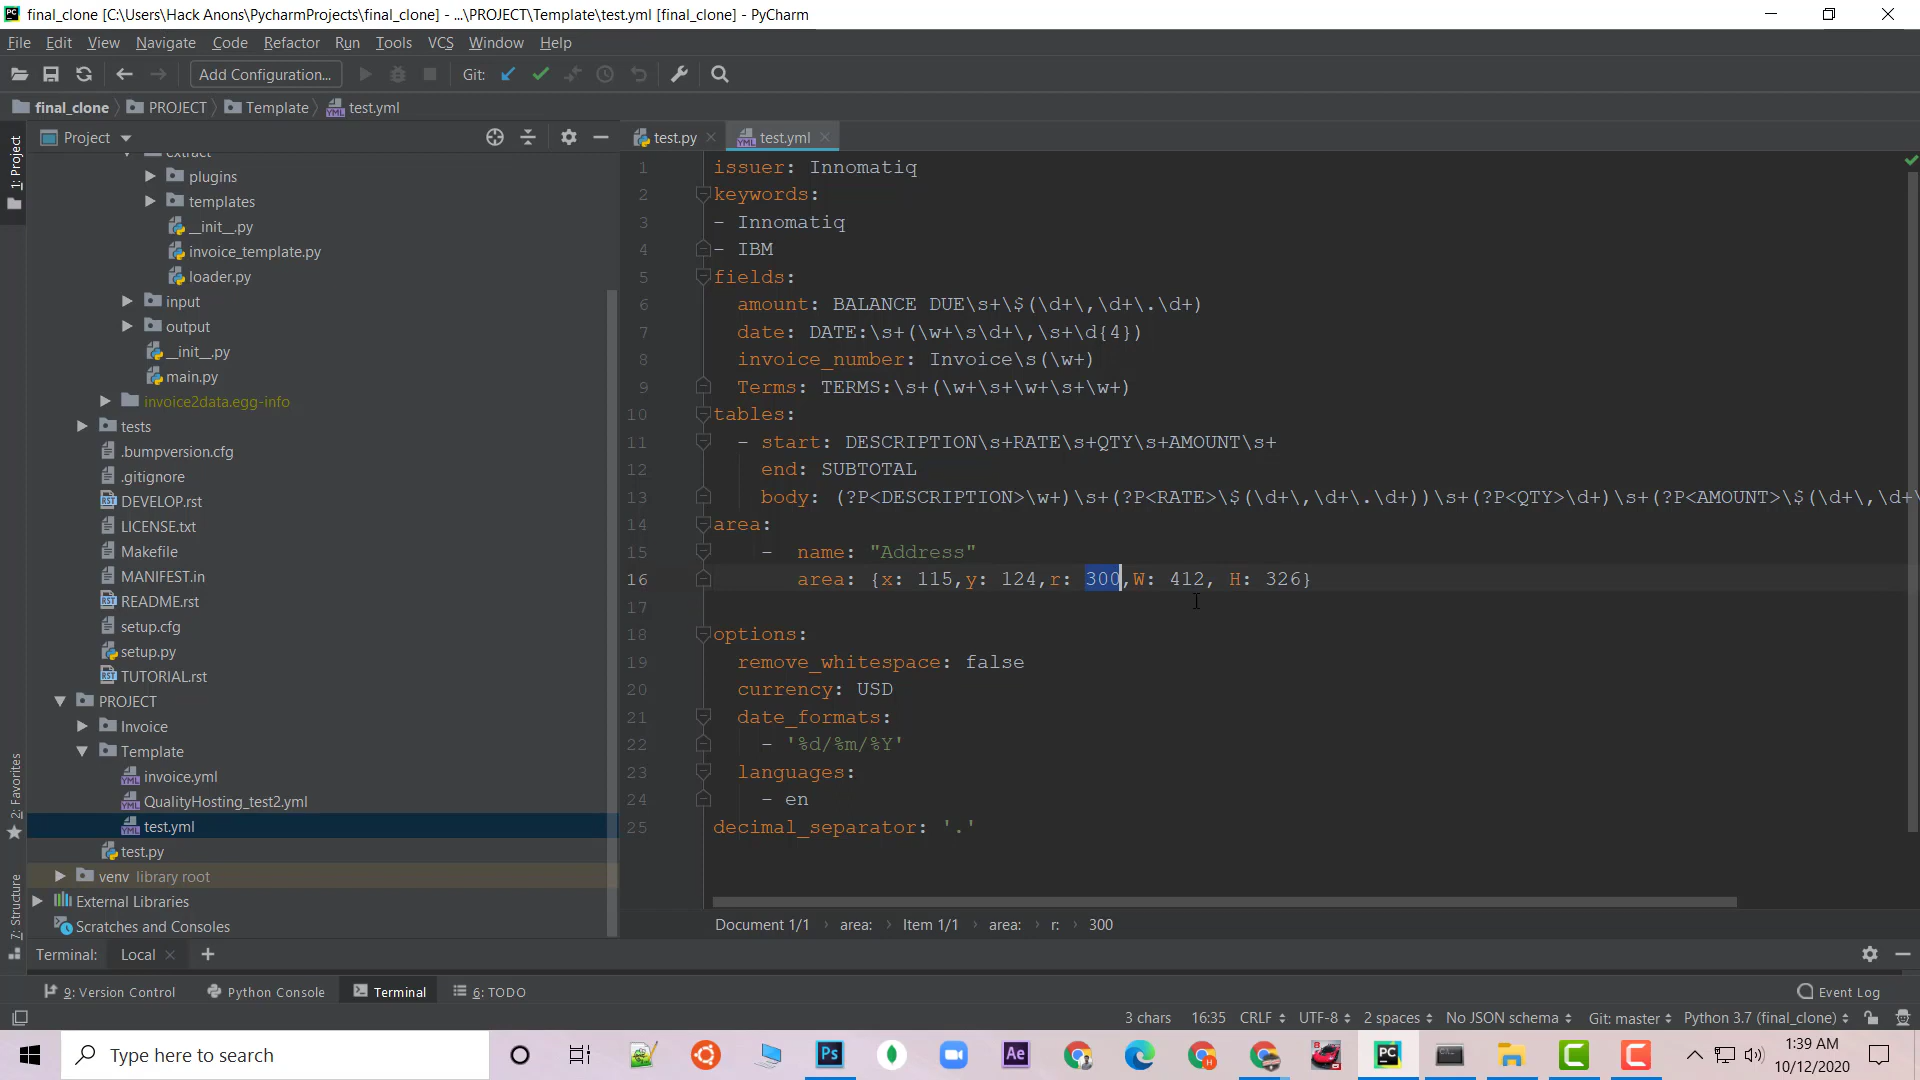 final_clone [C:\Users\Hack Anons\PycharmProjects\final_clone] - ...\PROJECT\Template\test.yml [final_clone] - PyCharm
File Edit View Navigate Code Refactor Run Tools VCS Window Help
Add Configuration... Git:
final_clone PROJECT Template test.yml
1: Project
Project
extract
plugins
templates
__init__.py
invoice_template.py
loader.py
input
output
__init__.py
main.py
invoice2data.egg-info
tests
.bumpversion.cfg
.gitignore
DEVELOP.rst
LICENSE.txt
Makefile
MANIFEST.in
README.rst
setup.cfg
setup.py
TUTORIAL.rst
PROJECT
Invoice
Template
invoice.yml
QualityHosting_test2.yml
test.yml
test.py
venv library root
External Libraries
Scratches and Consoles
2: Favorites
7: Structure
test.py test.yml
1 issuer: Innomatiq
2 keywords:
3 - Innomatiq
4 - IBM
5 fields:
6 amount: BALANCE DUE\s+\$(\d+\,\d+\.\d+)
7 date: DATE:\s+(\w+\s\d+\,\s+\d{4})
8 invoice_number: Invoice\s(\w+)
9 Terms: TERMS:\s+(\w+\s+\w+\s+\w+)
10 tables:
11 - start: DESCRIPTION\s+RATE\s+QTY\s+AMOUNT\s+
12 end: SUBTOTAL
13 body: (?P<DESCRIPTION>\w+)\s+(?P<RATE>\$(\d+\,\d+\.\d+))\s+(?P<QTY>\d+)\s+(?P<AMOUNT>\$(\d+\,\d+\
14 area:
15 - name: "Address"
16 area: {x: 115,y: 124,r: 300,W: 412, H: 326}
17
18 options:
19 remove_whitespace: false
20 currency: USD
21 date_formats:
22 - '%d/%m/%Y'
23 languages:
24 - en
25 decimal_separator: '.'
Document 1/1 area: Item 1/1 area: r: 300
Terminal: Local +
9: Version Control Python Console Terminal 6: TODO Event Log
3 chars 16:35 CRLF UTF-8 2 spaces No JSON schema Git: master Python 3.7 (final_clone)
Type here to search
1:39 AM
10/12/2020